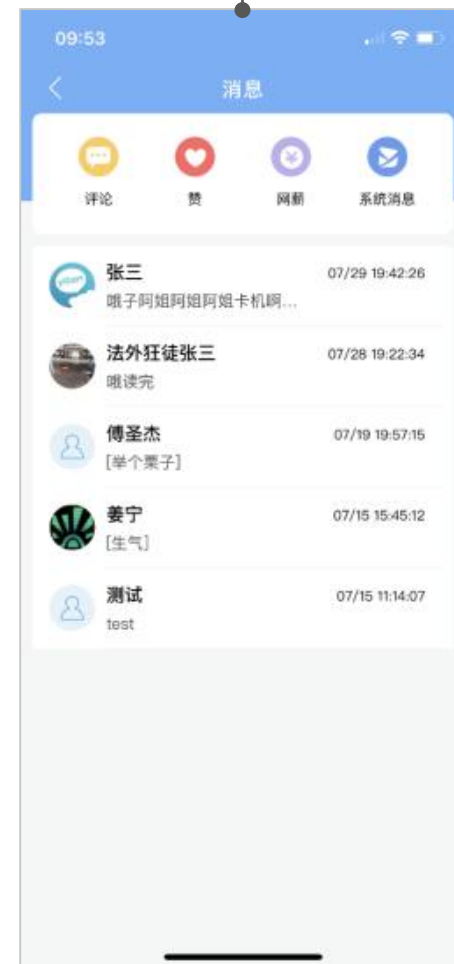 09:53
消息
评论 赞 网薪 系统消息
张三 07/29 19:42:26
哦子阿姐阿姐阿姐卡机啊...
法外狂徒张三 07/28 19:22:34
哦读完
傅圣杰 07/19 19:57:15
[举个栗子]
姜宁 07/15 15:45:12
[生气]
测试 07/15 11:14:07
test